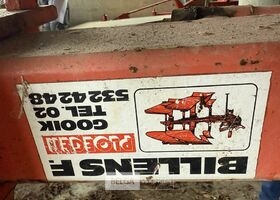 BILLENS F.
PLOEGEN
GOOIK
TEL. 02
532 42 48